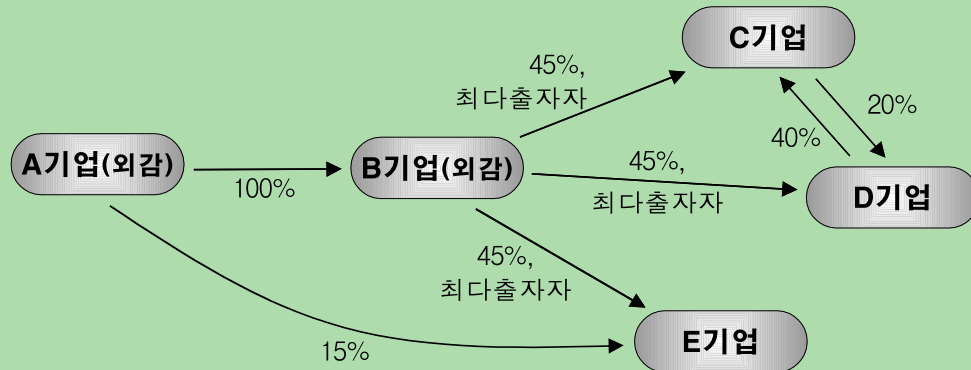 C기업
45%,
최다출자자
20%
40%
A기업(외감)
100%
B기업(외감)
45%,
최다출자자
D기업
45%,
최다출자자
15%
E기업